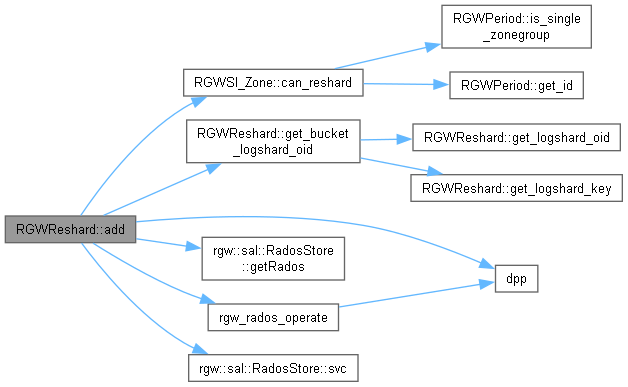 RGWPeriod::is_single
_zonegroup
RGWSI_Zone::can_reshard
RGWPeriod::get_id
RGWReshard::get_bucket
_logshard_oid
RGWReshard::get_logshard_oid
RGWReshard::get_logshard_key
RGWReshard::add
rgw::sal::RadosStore
::getRados
dpp
rgw_rados_operate
rgw::sal::RadosStore::svc